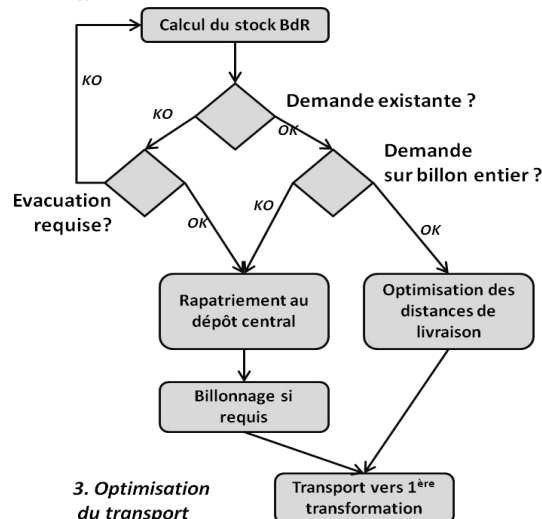 Calcul du stock BdR
KO
KO
Demande existante ?
OK
Demande
sur billon entier ?
Evacuation
requise?
KO
OK
OK
Rapatriement au
dépôt central
Optimisation des
distances de
livraison
Billonnage si
requis
3. Optimisation
du transport
Transport vers 1ère
transformation